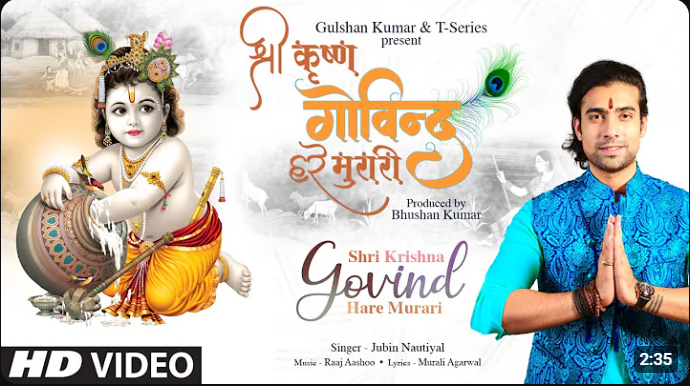 Gulshan Kumar & T-Series
present
श्री कृष्ण
गोविन्द
हरे मुरारी
Produced by
Bhushan Kumar
Shri Krishna
Govind
Hare Murari
Singer - Jubin Nautiyal
Music - Raaj Aashoo • Lyrics - Murali Agarwal
HD VIDEO
2:35